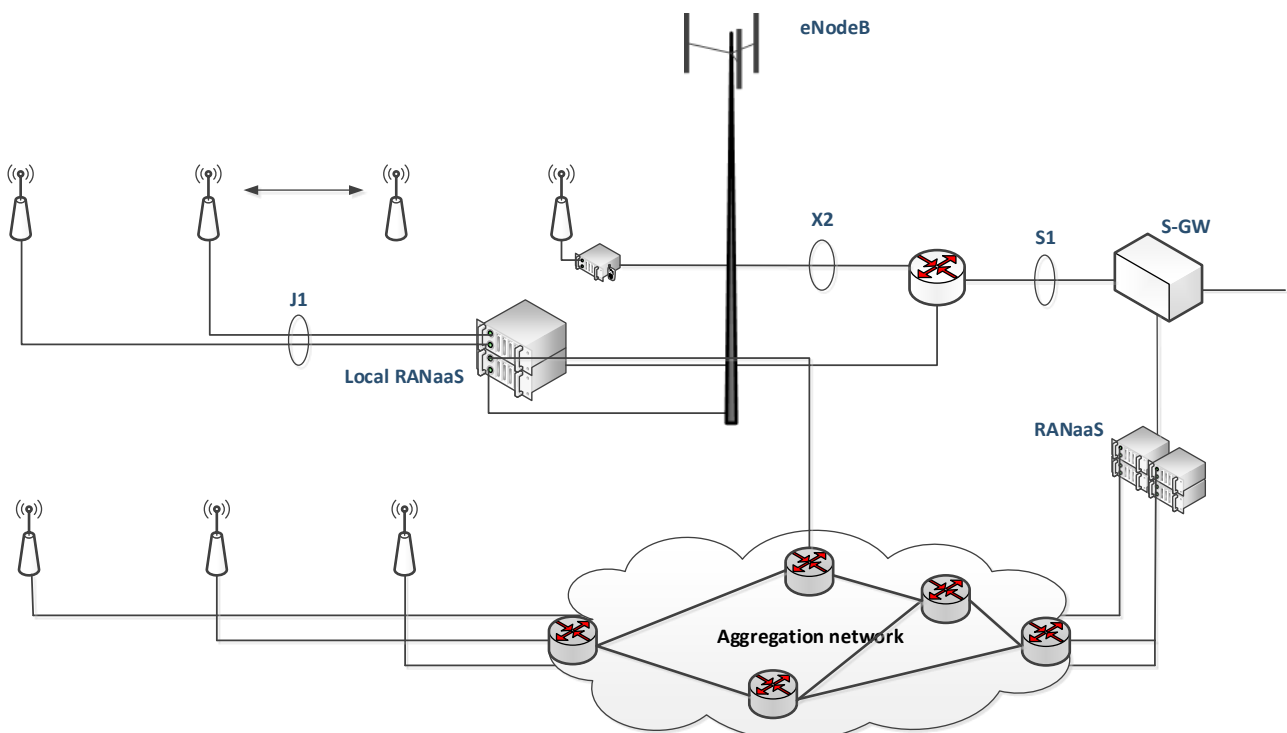 eNodeB
X2
S1
S-GW
J1
Local RANaaS
RANaaS
Aggregation network